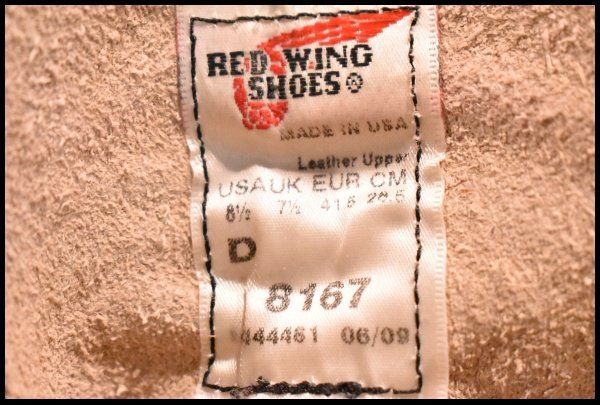 RED WING
SHOES®
MADE IN USA
Leather Upper
USA UK EUR CM
8½ 7½ 41.5 26.5
D
8167
1444461 06/09